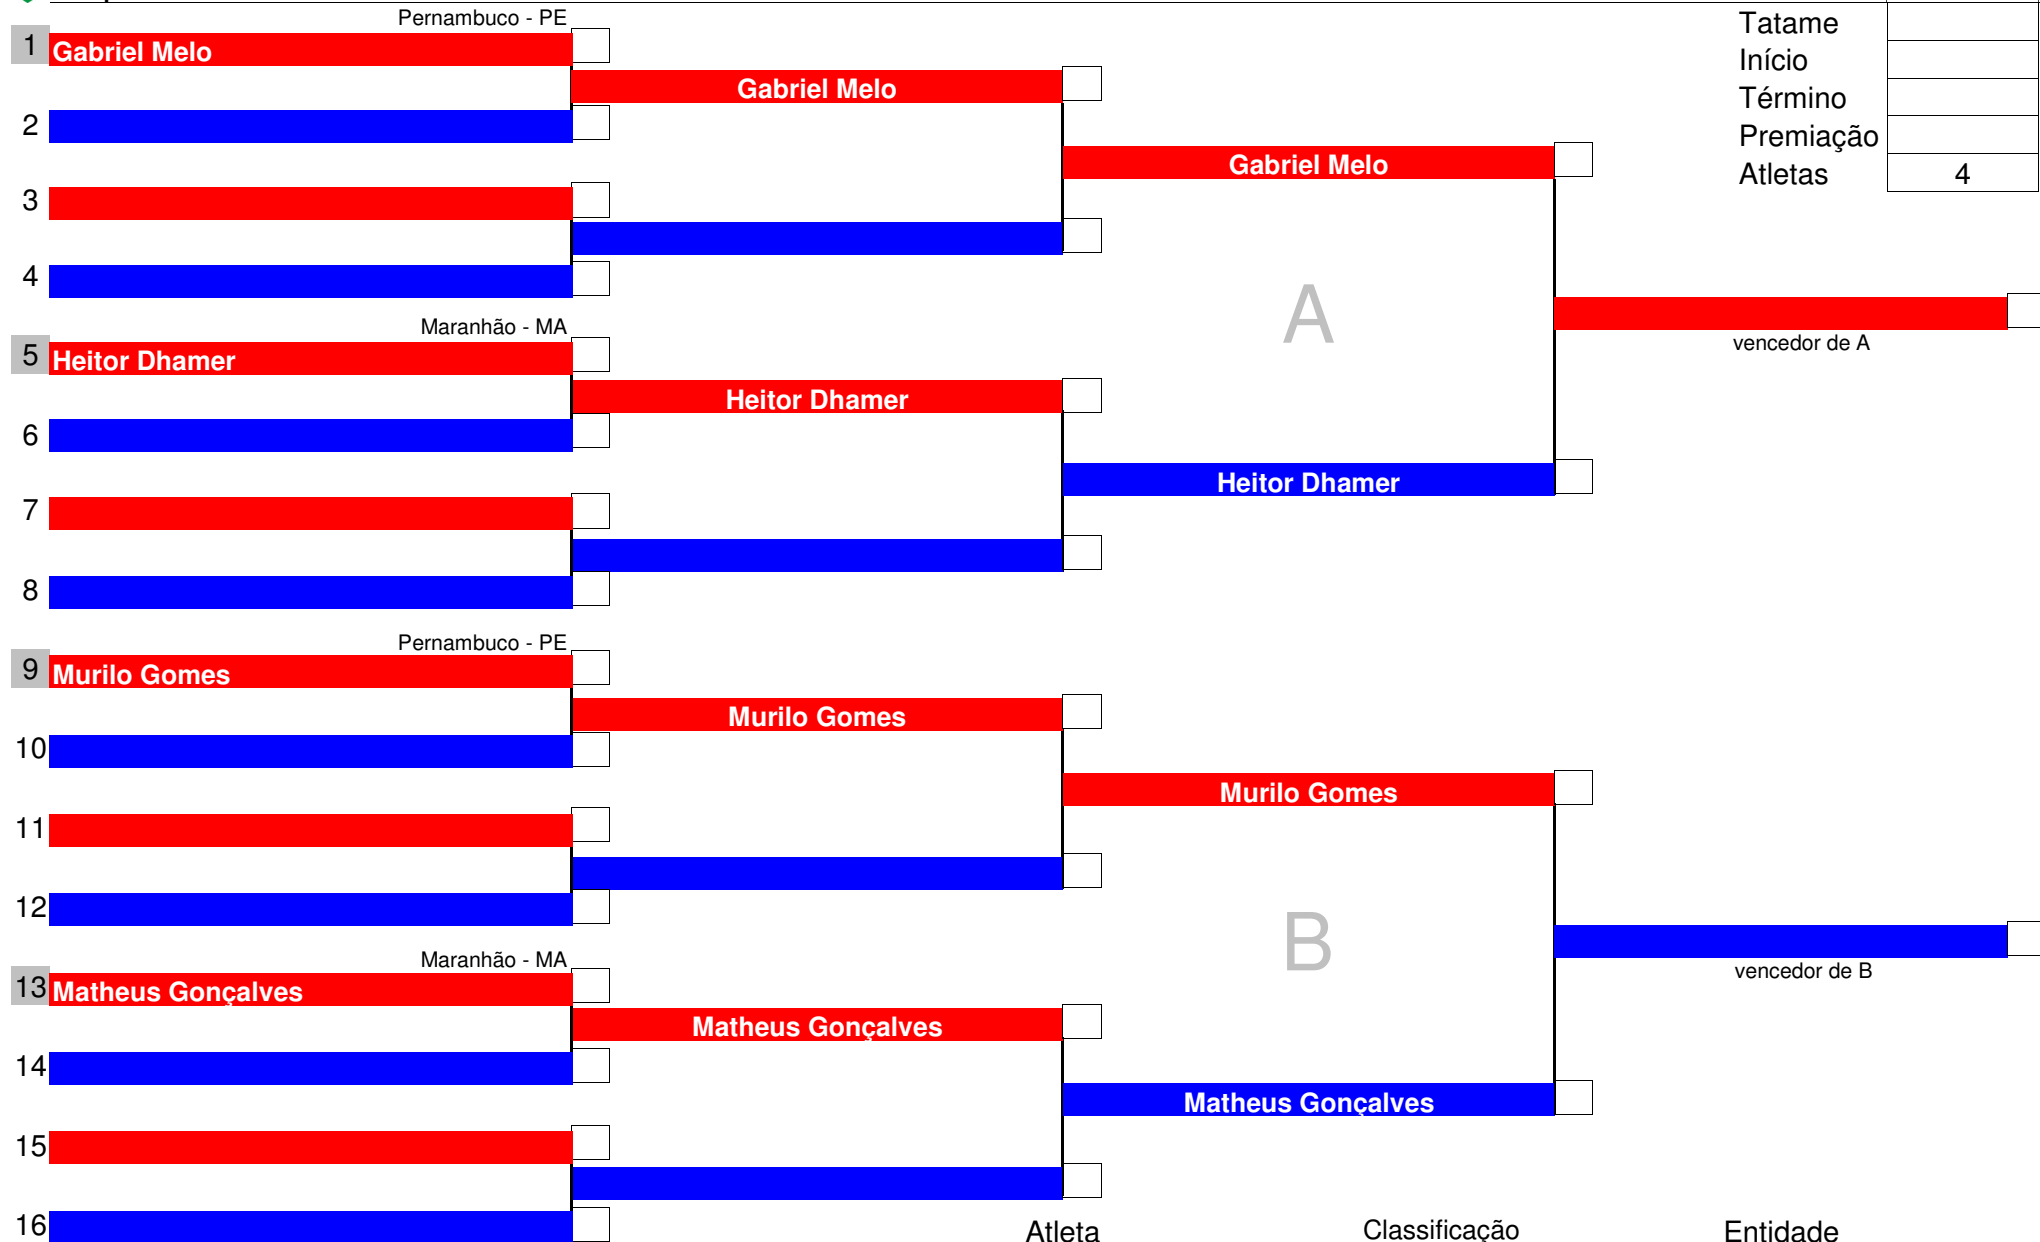 Pernambuco - PE
Tatame
1 Gabriel Melo
Início
Gabriel Melo
Término
2
Premiação
Gabriel Melo
Atletas 4
3
4
A
Maranhão - MA
vencedor de A
5 Heitor Dhamer
Heitor Dhamer
6
Heitor Dhamer
7
8
Pernambuco - PE
9 Murilo Gomes
Murilo Gomes
10
Murilo Gomes
11
12
B
Maranhão - MA
vencedor de B
13 Matheus Gonçalves
Matheus Gonçalves
14
Matheus Gonçalves
15
16
Atleta Classificação Entidade